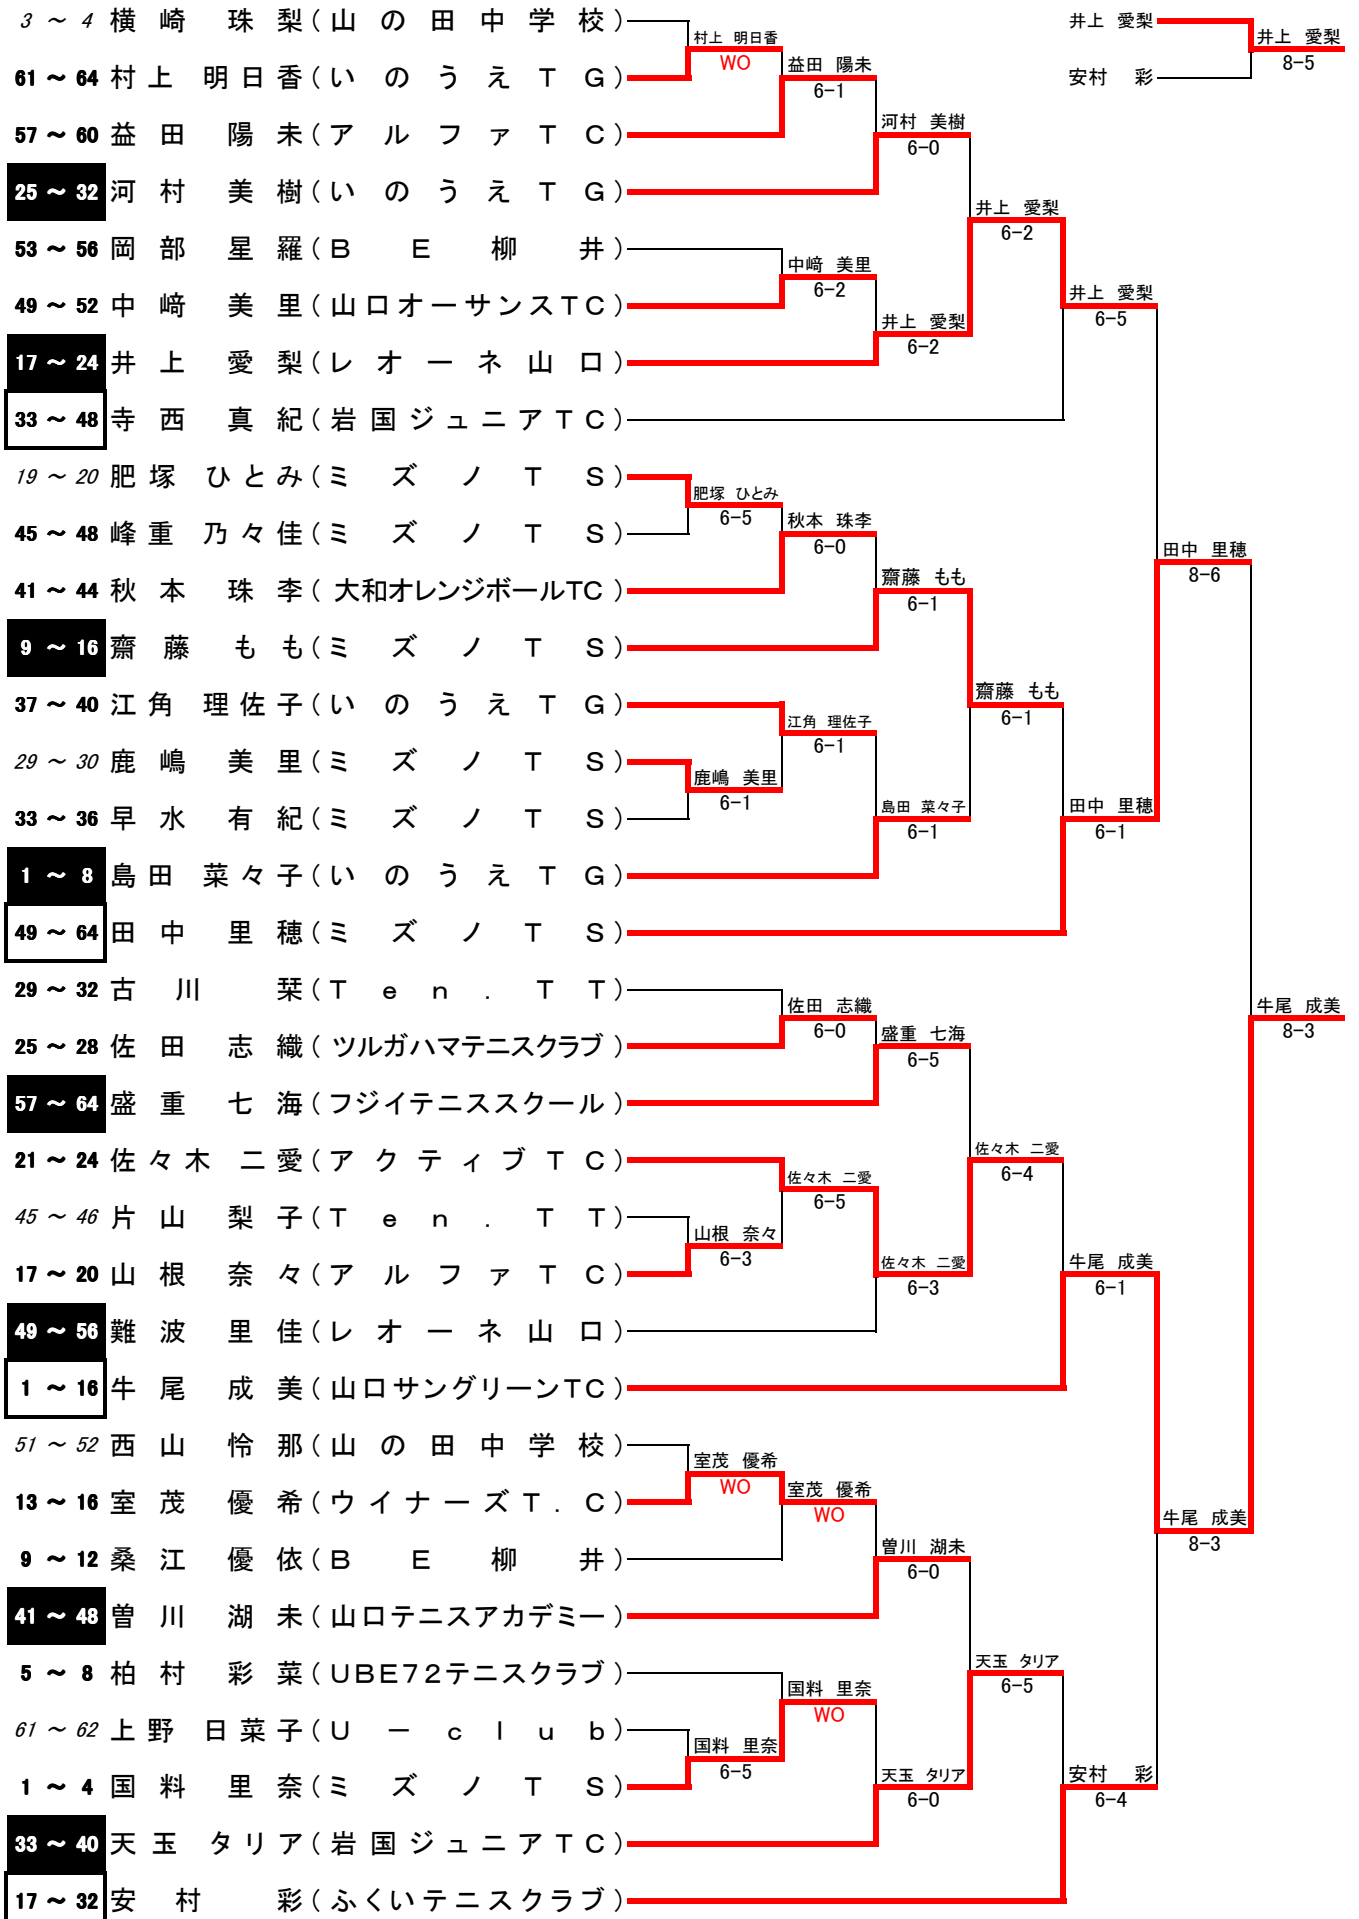 3 ～ 4 横崎 珠梨(山の田中学校)
61 ～ 64 村上 明日香(いのうえTG)
57 ～ 60 益田 陽未(アルファTC)
25 ～ 32 河村 美樹(いのうえTG)
53 ～ 56 岡部 星羅(BE柳井)
49 ～ 52 中﨑 美里(山口オーサンスTC)
17 ～ 24 井上 愛梨(レオーネ山口)
33 ～ 48 寺西 真紀(岩国ジュニアTC)
19 ～ 20 肥塚 ひとみ(ミズノTS)
45 ～ 48 峰重 乃々佳(ミズノTS)
41 ～ 44 秋本 珠李(大和オレンジボールTC)
9 ～ 16 齋藤 もも(ミズノTS)
37 ～ 40 江角 理佐子(いのうえTG)
29 ～ 30 鹿嶋 美里(ミズノTS)
33 ～ 36 早水 有紀(ミズノTS)
1 ～ 8 島田 菜々子(いのうえTG)
49 ～ 64 田中 里穂(ミズノTS)
29 ～ 32 古川 栞(Ten.TT)
25 ～ 28 佐田 志織(ツルガハマテニスクラブ)
57 ～ 64 盛重 七海(フジイテニススクール)
21 ～ 24 佐々木 二愛(アクティブTC)
45 ～ 46 片山 梨子(Ten.TT)
17 ～ 20 山根 奈々(アルファTC)
49 ～ 56 難波 里佳(レオーネ山口)
1 ～ 16 牛尾 成美(山口サングリーンTC)
51 ～ 52 西山 怜那(山の田中学校)
13 ～ 16 室茂 優希(ウイナーズT.C)
9 ～ 12 桑江 優依(BE柳井)
41 ～ 48 曽川 湖未(山口テニスアカデミー)
5 ～ 8 柏村 彩菜(UBE72テニスクラブ)
61 ～ 62 上野 日菜子(U－club)
1 ～ 4 国料 里奈(ミズノTS)
33 ～ 40 天玉 タリア(岩国ジュニアTC)
17 ～ 32 安村 彩(ふくいテニスクラブ)
村上 明日香
WO
肥塚 ひとみ
6-5
鹿嶋 美里
6-1
山根 奈々
6-3
室茂 優希
WO
国料 里奈
6-5
益田 陽未
6-1
中﨑 美里
6-2
秋本 珠李
6-0
江角 理佐子
6-1
佐田 志織
6-0
佐々木 二愛
6-5
室茂 優希
WO
国料 里奈
WO
河村 美樹
6-0
井上 愛梨
6-2
齋藤 もも
6-1
島田 菜々子
6-1
盛重 七海
6-5
佐々木 二愛
6-3
曽川 湖未
6-0
天玉 タリア
6-0
井上 愛梨
6-2
齋藤 もも
6-1
佐々木 二愛
6-4
天玉 タリア
6-5
井上 愛梨
6-5
田中 里穂
6-1
牛尾 成美
6-1
安村 彩
6-4
田中 里穂
8-6
牛尾 成美
8-3
牛尾 成美
8-3
井上 愛梨
安村 彩
井上 愛梨
8-5